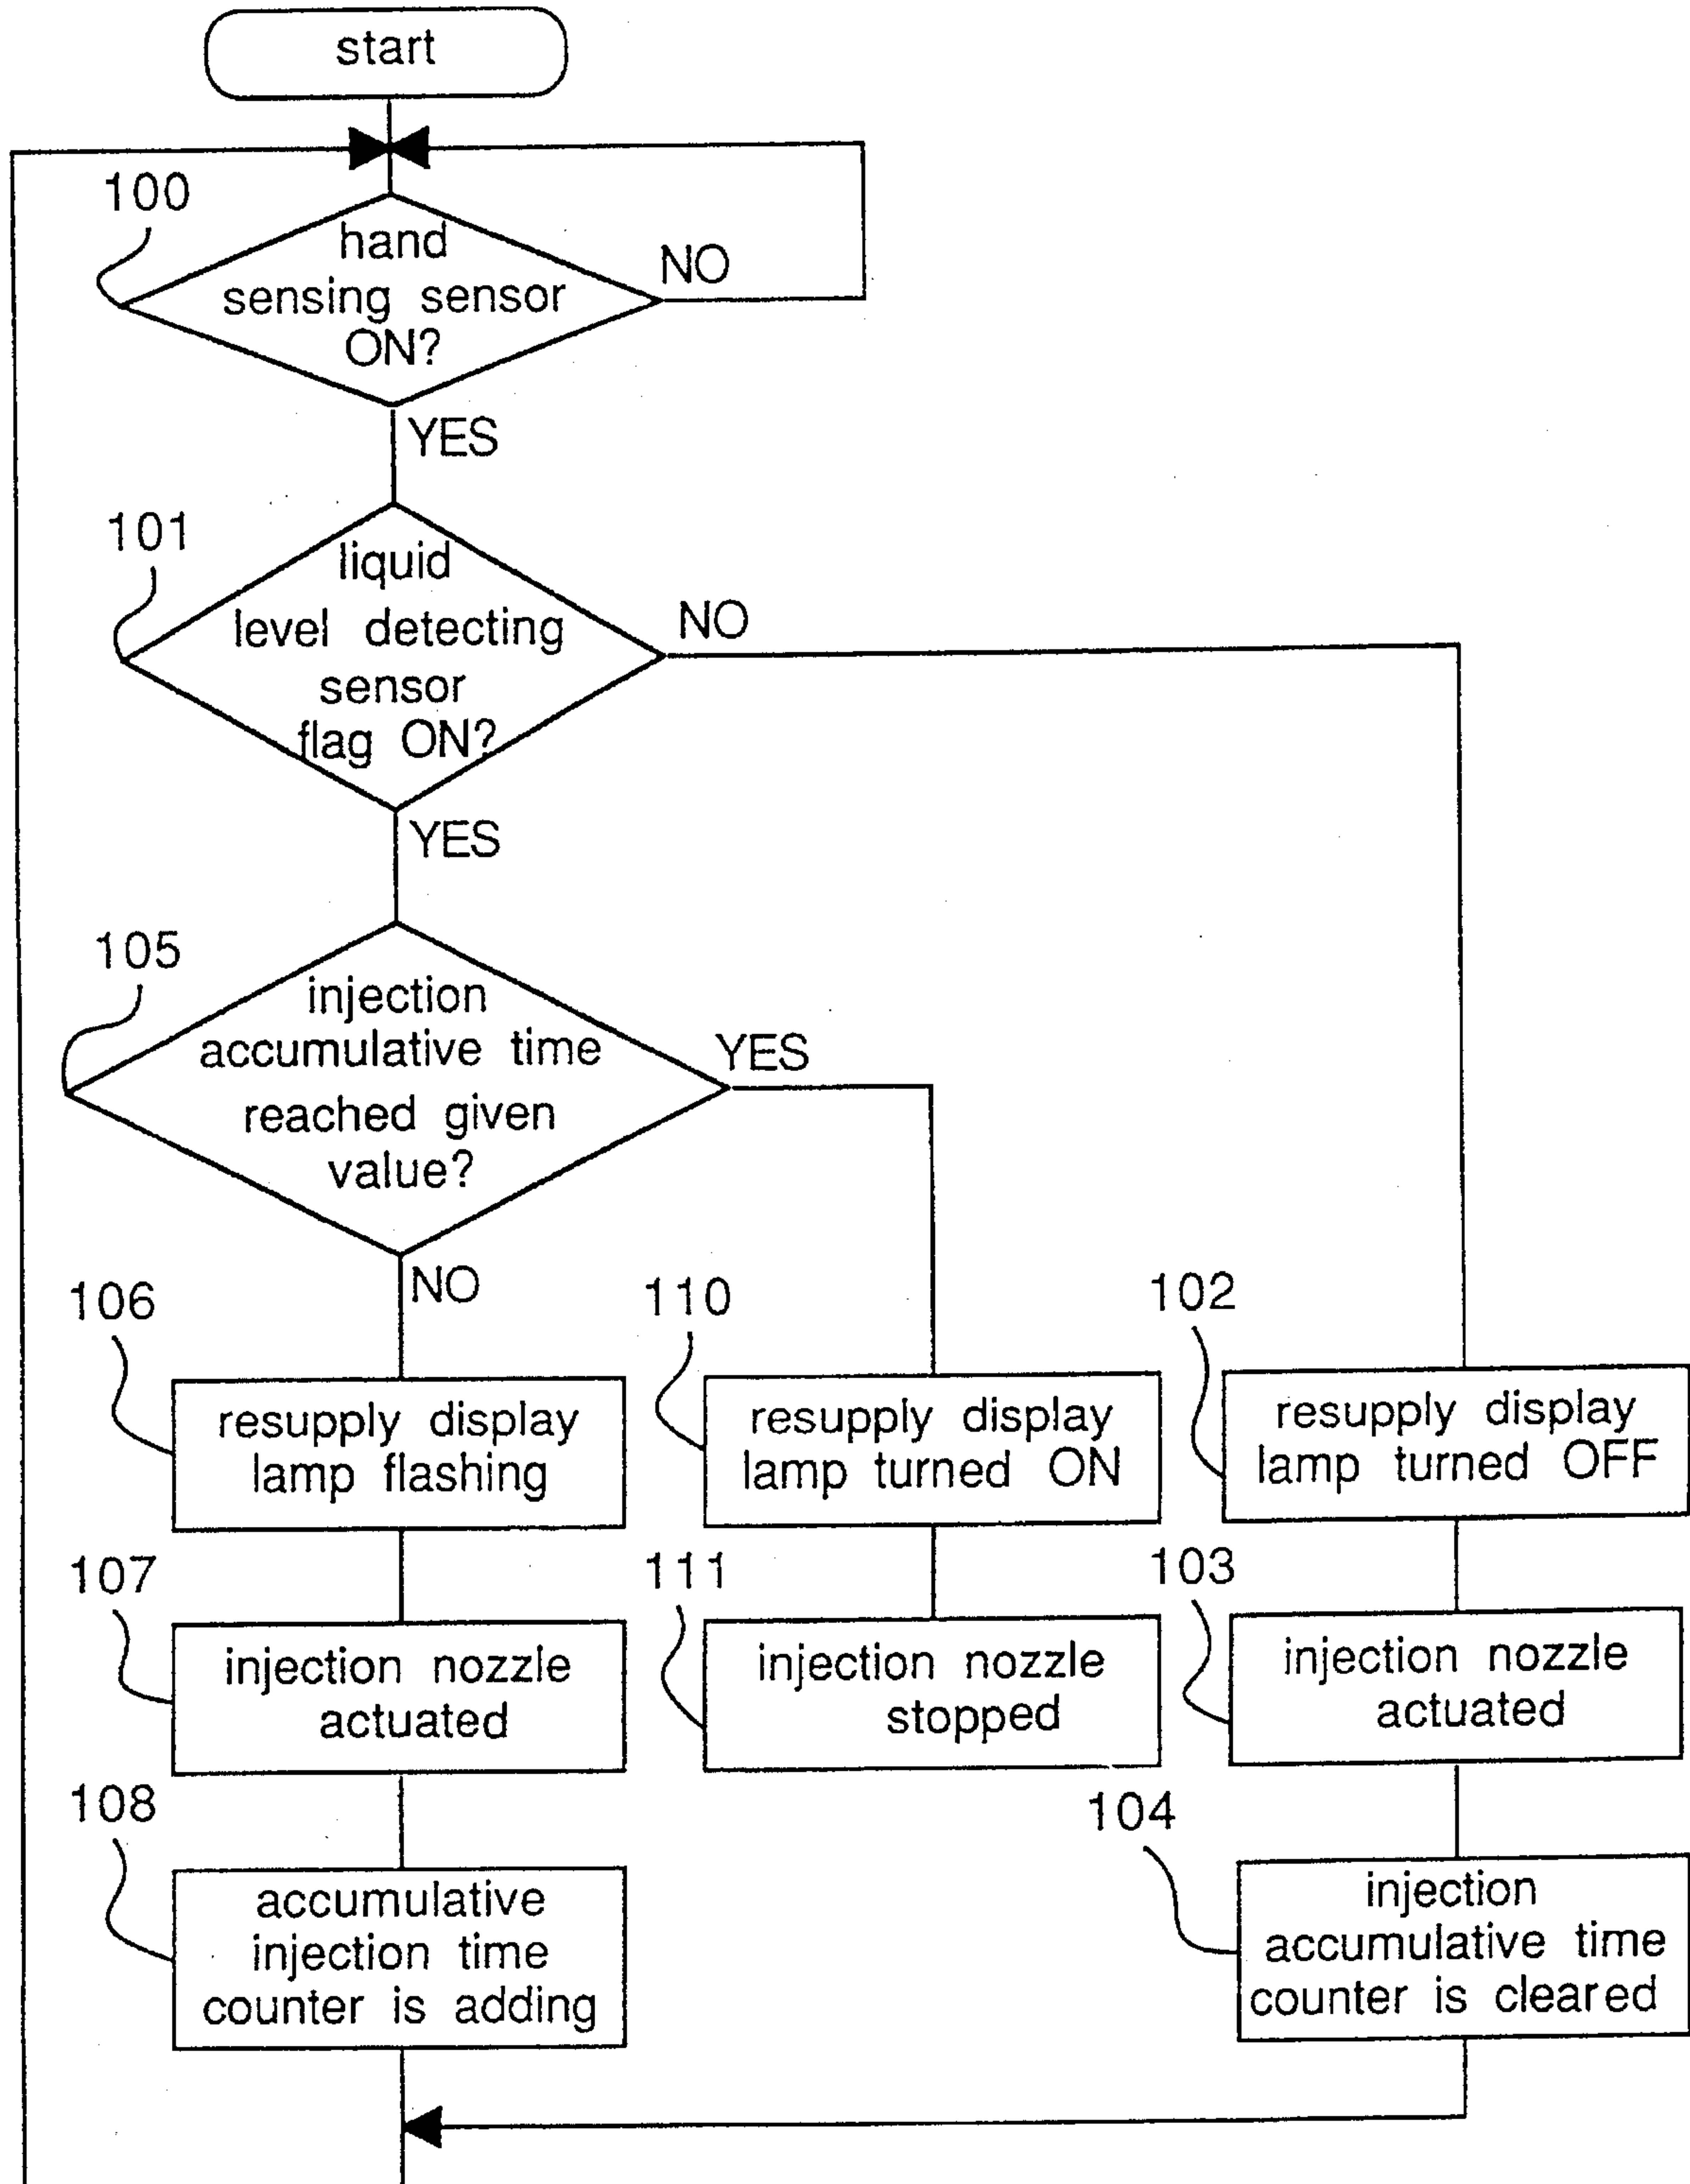 start
100
hand
sensing sensor
ON?
NO
YES
101
liquid
level detecting
sensor
flag ON?
NO
YES
105
injection
accumulative time
reached given
value?
YES
NO
106
resupply display
lamp flashing
110
resupply display
lamp turned ON
102
resupply display
lamp turned OFF
107
injection nozzle
actuated
111
injection nozzle
stopped
103
injection nozzle
actuated
108
accumulative
injection time
counter is adding
104
injection
accumulative time
counter is cleared